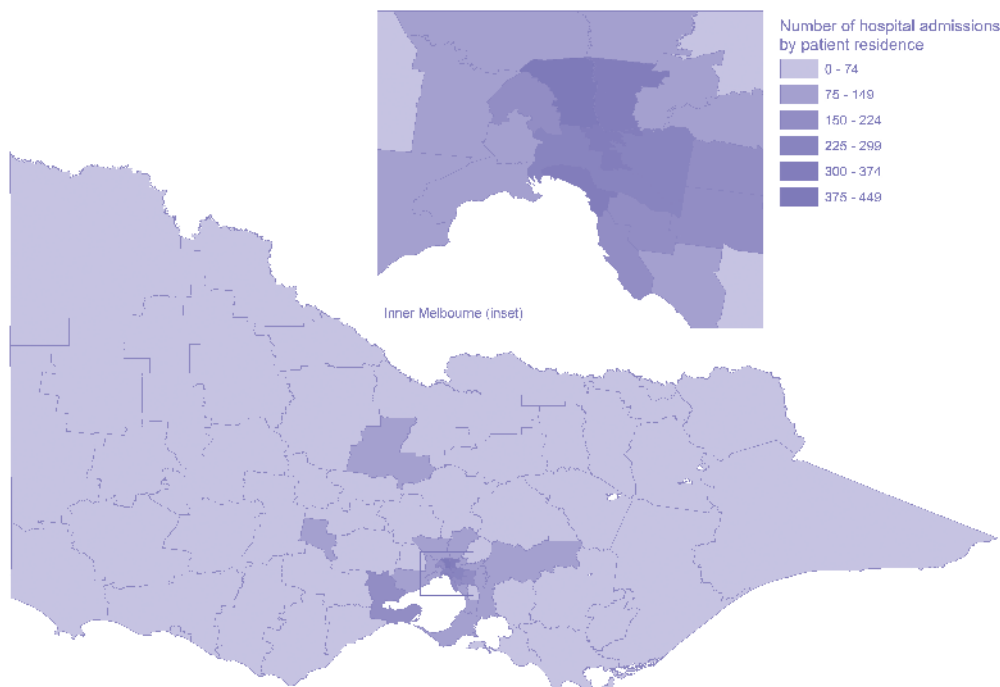 Number of hospital admissions
by patient residence
0 - 74
75 - 149
150 - 224
225 - 299
300 - 374
375 - 449
Inner Melbourne (inset)